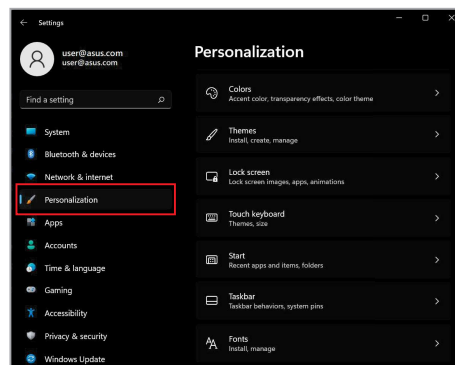 Settings
user@asus.com
user@asus.com
Find a setting
System
Bluetooth & devices
Network & internet
Personalization
Apps
Accounts
Time & language
Gaming
Accessibility
Privacy & security
Windows Update
Personalization
Colors
Accent color, transparency effects, color theme
Themes
Install, create, manage
Lock screen
Lock screen images, apps, animations
Touch keyboard
Themes, size
Start
Recent apps and items, folders
Taskbar
Taskbar behaviors, system pins
Fonts
Install, manage